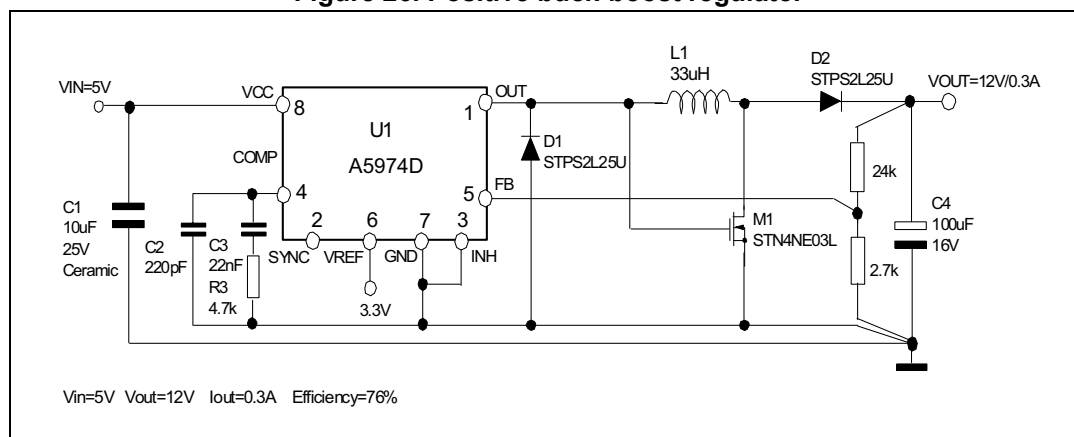 Figure 26. Positive buck-boost regulator
L1
33uH
D2
STPS2L25U
VIN=5V
VCC
8
OUT
1
VOUT=12V/0.3A
U1
A5974D
D1
STPS2L25U
COMP
4
FB
5
24k
C1
10uF
25V
Ceramic
C2
220pF
C3
22nF
R3
4.7k
2
SYNC
6
VREF
7
GND
3
INH
3.3V
M1
STN4NE03L
2.7k
C4
100uF
16V
Vin=5V Vout=12V Iout=0.3A Efficiency=76%